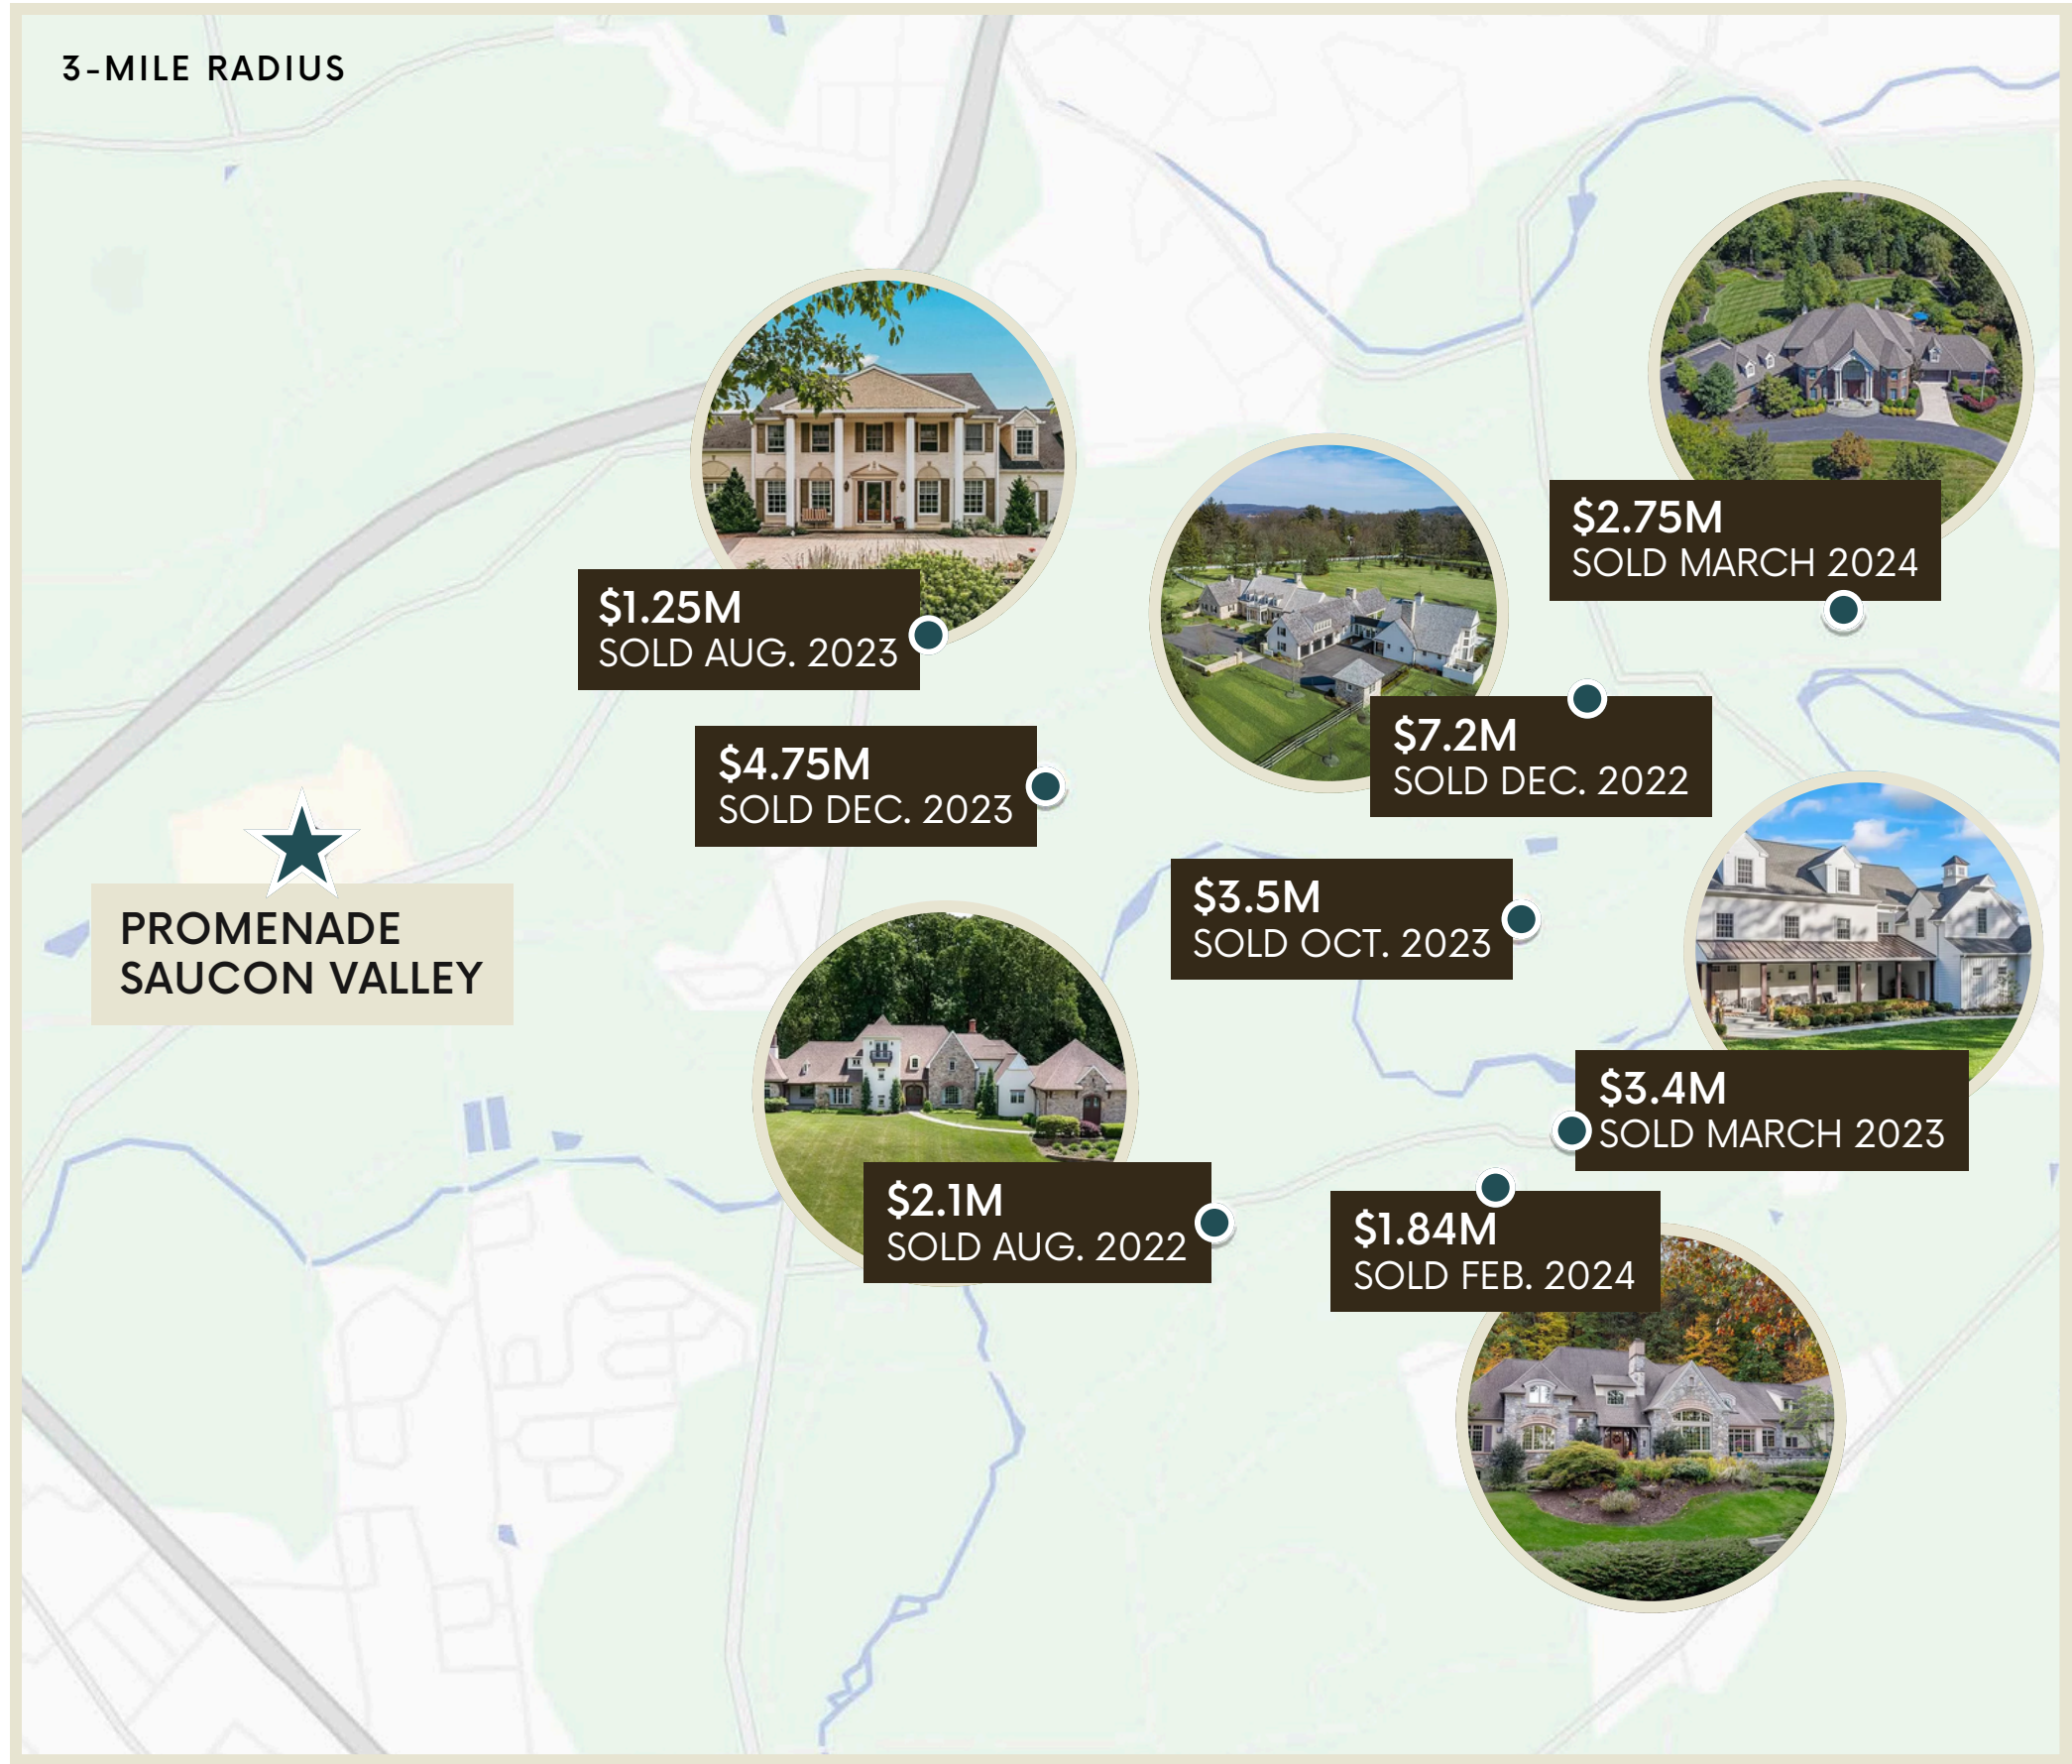 3-MILE RADIUS
$2.75M
SOLD MARCH 2024
$1.25M
SOLD AUG. 2023
$7.2M
SOLD DEC. 2022
$4.75M
SOLD DEC. 2023
$3.5M
SOLD OCT. 2023
PROMENADE
SAUCON VALLEY
$3.4M
SOLD MARCH 2023
$2.1M
SOLD AUG. 2022
$1.84M
SOLD FEB. 2024